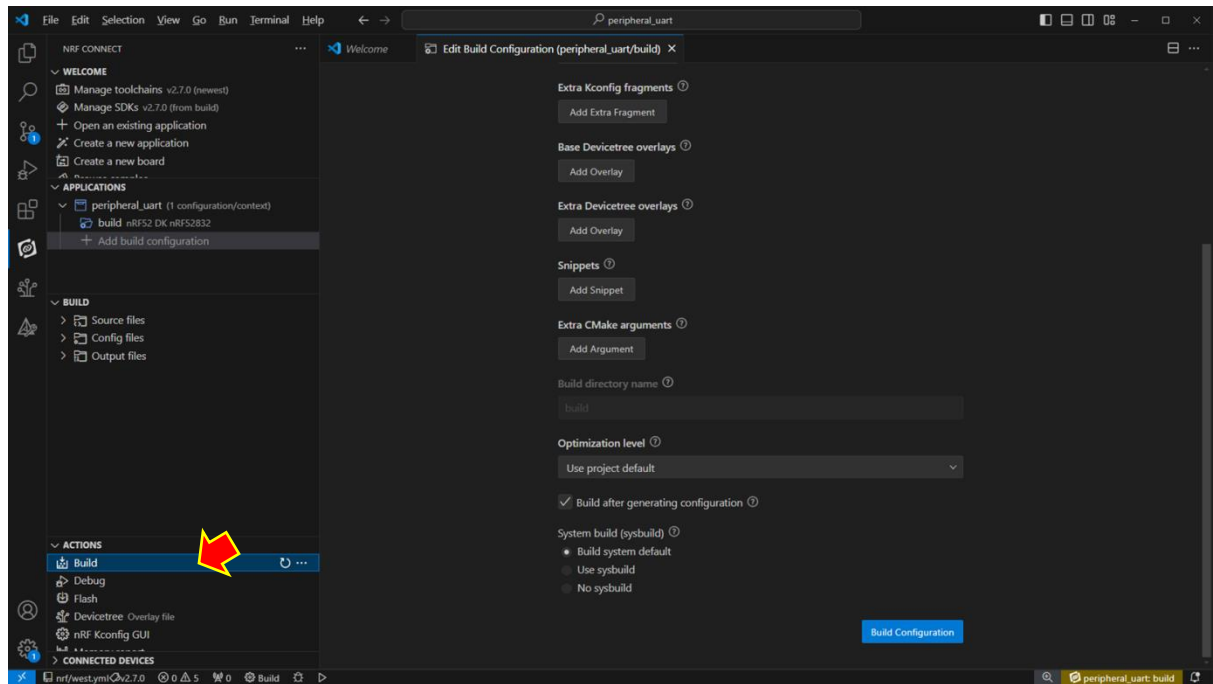 File Edit Selection View Go Run Terminal Help
peripheral_uart
NRF CONNECT
Welcome
Edit Build Configuration (peripheral_uart/build)
WELCOME
Manage toolchains v2.7.0 (newest)
Manage SDKs v2.7.0 (from build)
Open an existing application
Create a new application
Create a new board
APPLICATIONS
peripheral_uart (1 configuration/context)
build nRF52 DK nRF52832
Add build configuration
BUILD
Source files
Config files
Output files
ACTIONS
Build
Debug
Flash
Devicetree Overlay file
nRF Kconfig GUI
CONNECTED DEVICES
Extra Kconfig fragments
Add Extra Fragment
Base Devicetree overlays
Add Overlay
Extra Devicetree overlays
Add Overlay
Snippets
Add Snippet
Extra CMake arguments
Add Argument
Build directory name
build
Optimization level
Use project default
Build after generating configuration
System build (sysbuild)
Build system default
Use sysbuild
No sysbuild
Build Configuration
1
1
nrf/west.yml v2.7.0 0 5 0 Build
peripheral_uart: build